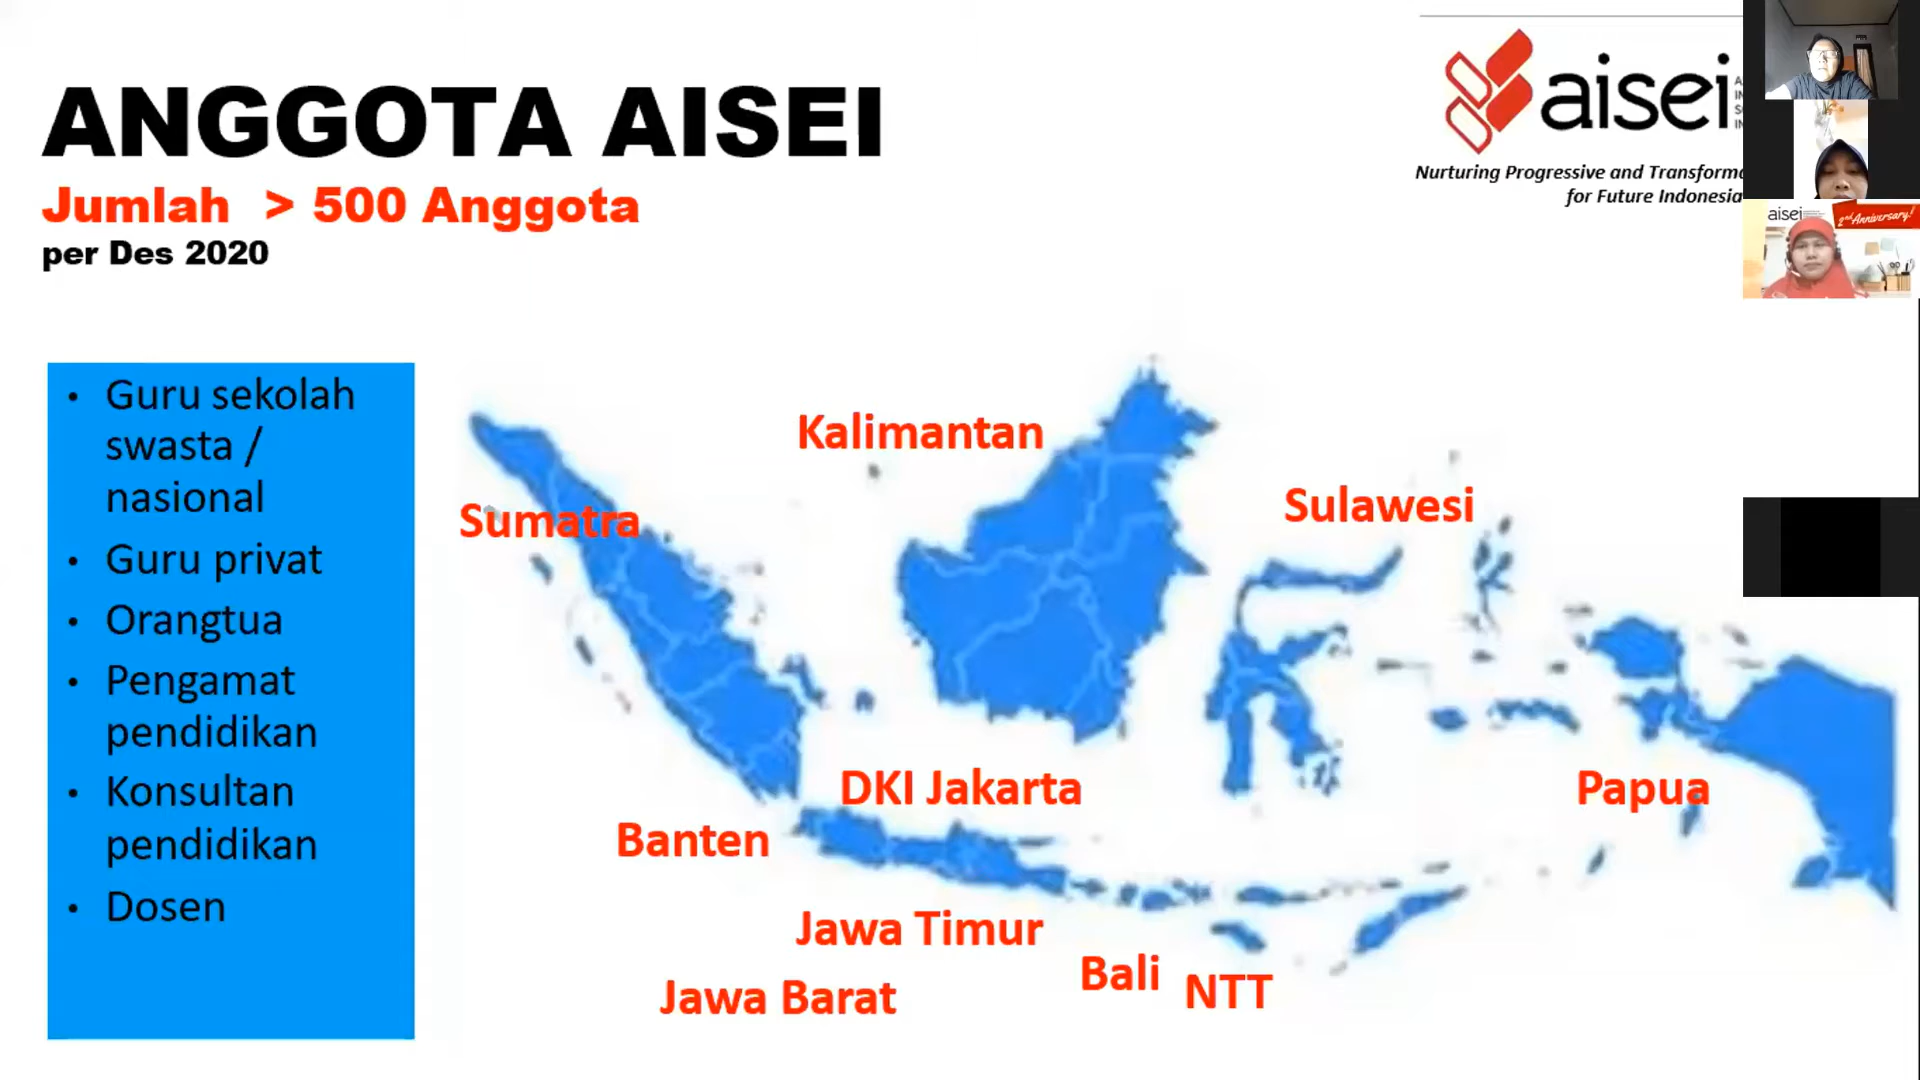 ANGGOTA AISEI
Jumlah > 500 Anggota
per Des 2020
aisei
Nurturing Progressive and
for Future Indonesia
aisei
2nd Anniversary!
• Guru sekolah
swasta /
nasional
• Guru privat
• Orangtua
• Pengamat
pendidikan
• Konsultan
pendidikan
• Dosen
Kalimantan
Sulawesi
Sumatra
DKI Jakarta
Papua
Banten
Jawa Timur
Bali
NTT
Jawa Barat